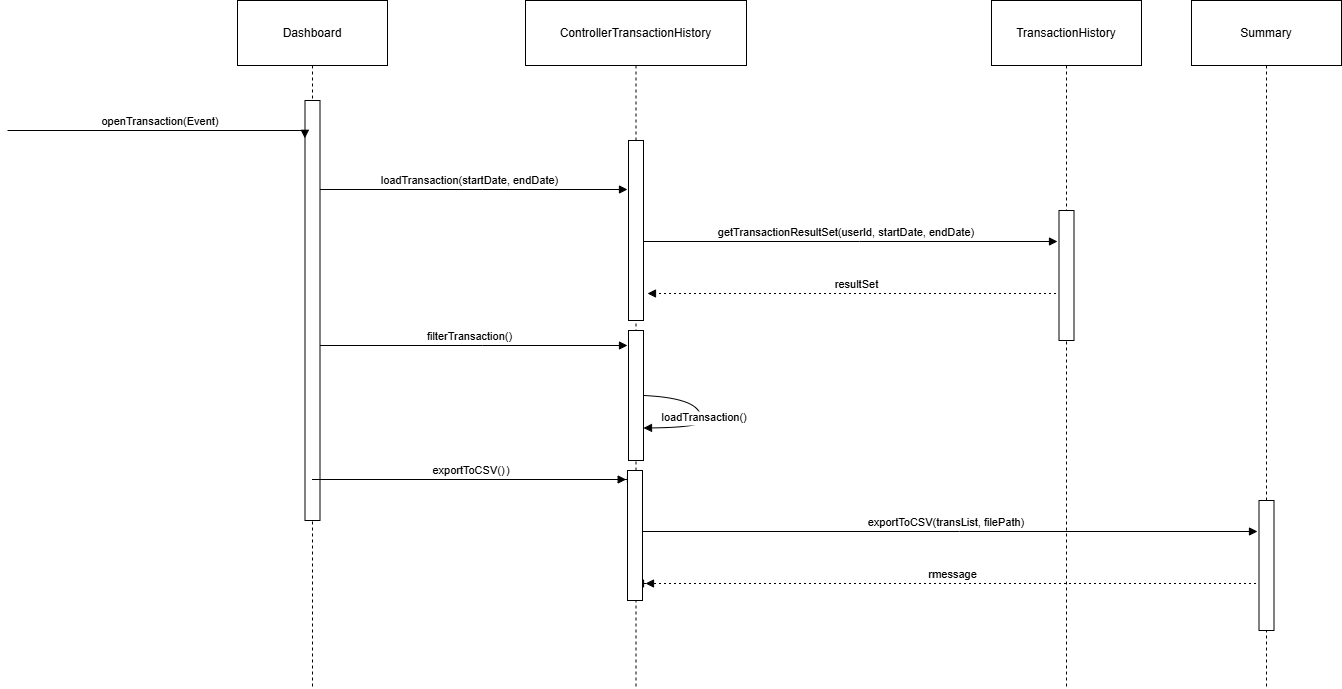 Dashboard
ControllerTransactionHistory
TransactionHistory
Summary
openTransaction(Event)
loadTransaction(startDate, endDate)
getTransactionResultSet(userId, startDate, endDate)
resultSet
filterTransaction()
loadTransaction()
exportToCSV())
exportToCSV(transList, filePath)
rmessage